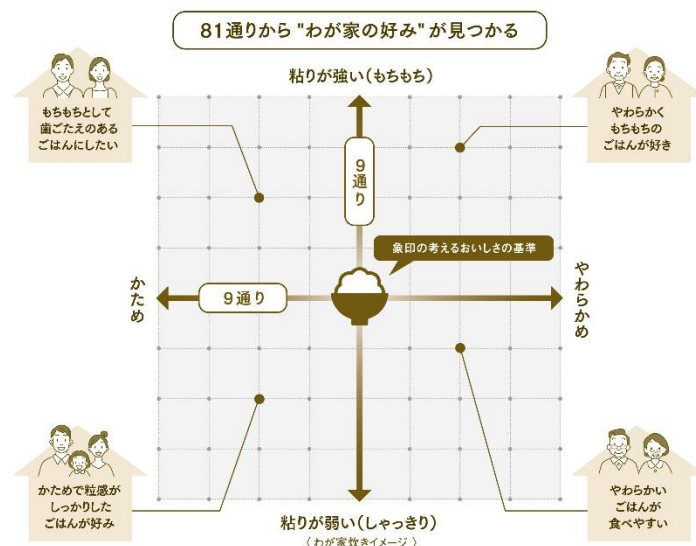 81通りから"わが家の好み"が見つかる
粘りが強い(もちもち)
もちもちとして
歯ごたえのある
ごはんにしたい
やわらかく
もちもちの
ごはんが好き
9通り
象印の考えるおいしさの基準
かため
9通り
やわらかめ
かためで粒感が
しっかりした
ごはんが好み
やわらかい
ごはんが
食べやすい
粘りが弱い(しゃっきり)
〈わが家炊きイメージ〉